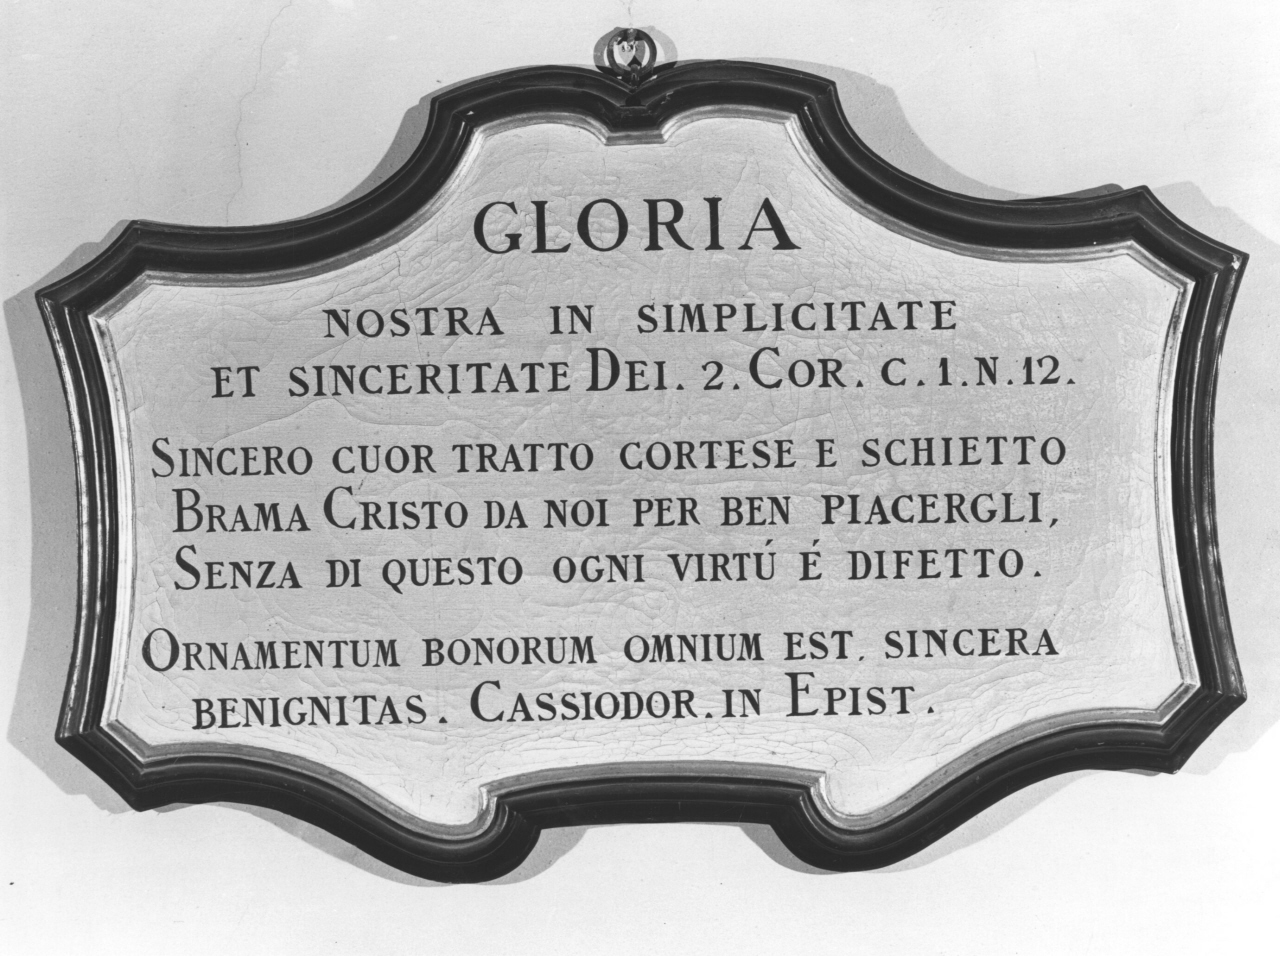 GLORIA
NOSTRA IN SIMPLICITATE
ET SINCERITATE DEI. 2. COR. C. 1. N. 12.
SINCERO CUOR TRATTO CORTESE E SCHIETTO
BRAMA CRISTO DA NOI PER BEN PIACERGLI,
SENZA DI QUESTO OGNI VIRTÚ É DIFETTO.
ORNAMENTUM BONORUM OMNIUM EST. SINCERA
BENIGNITAS. CASSIODOR. IN EPIST.